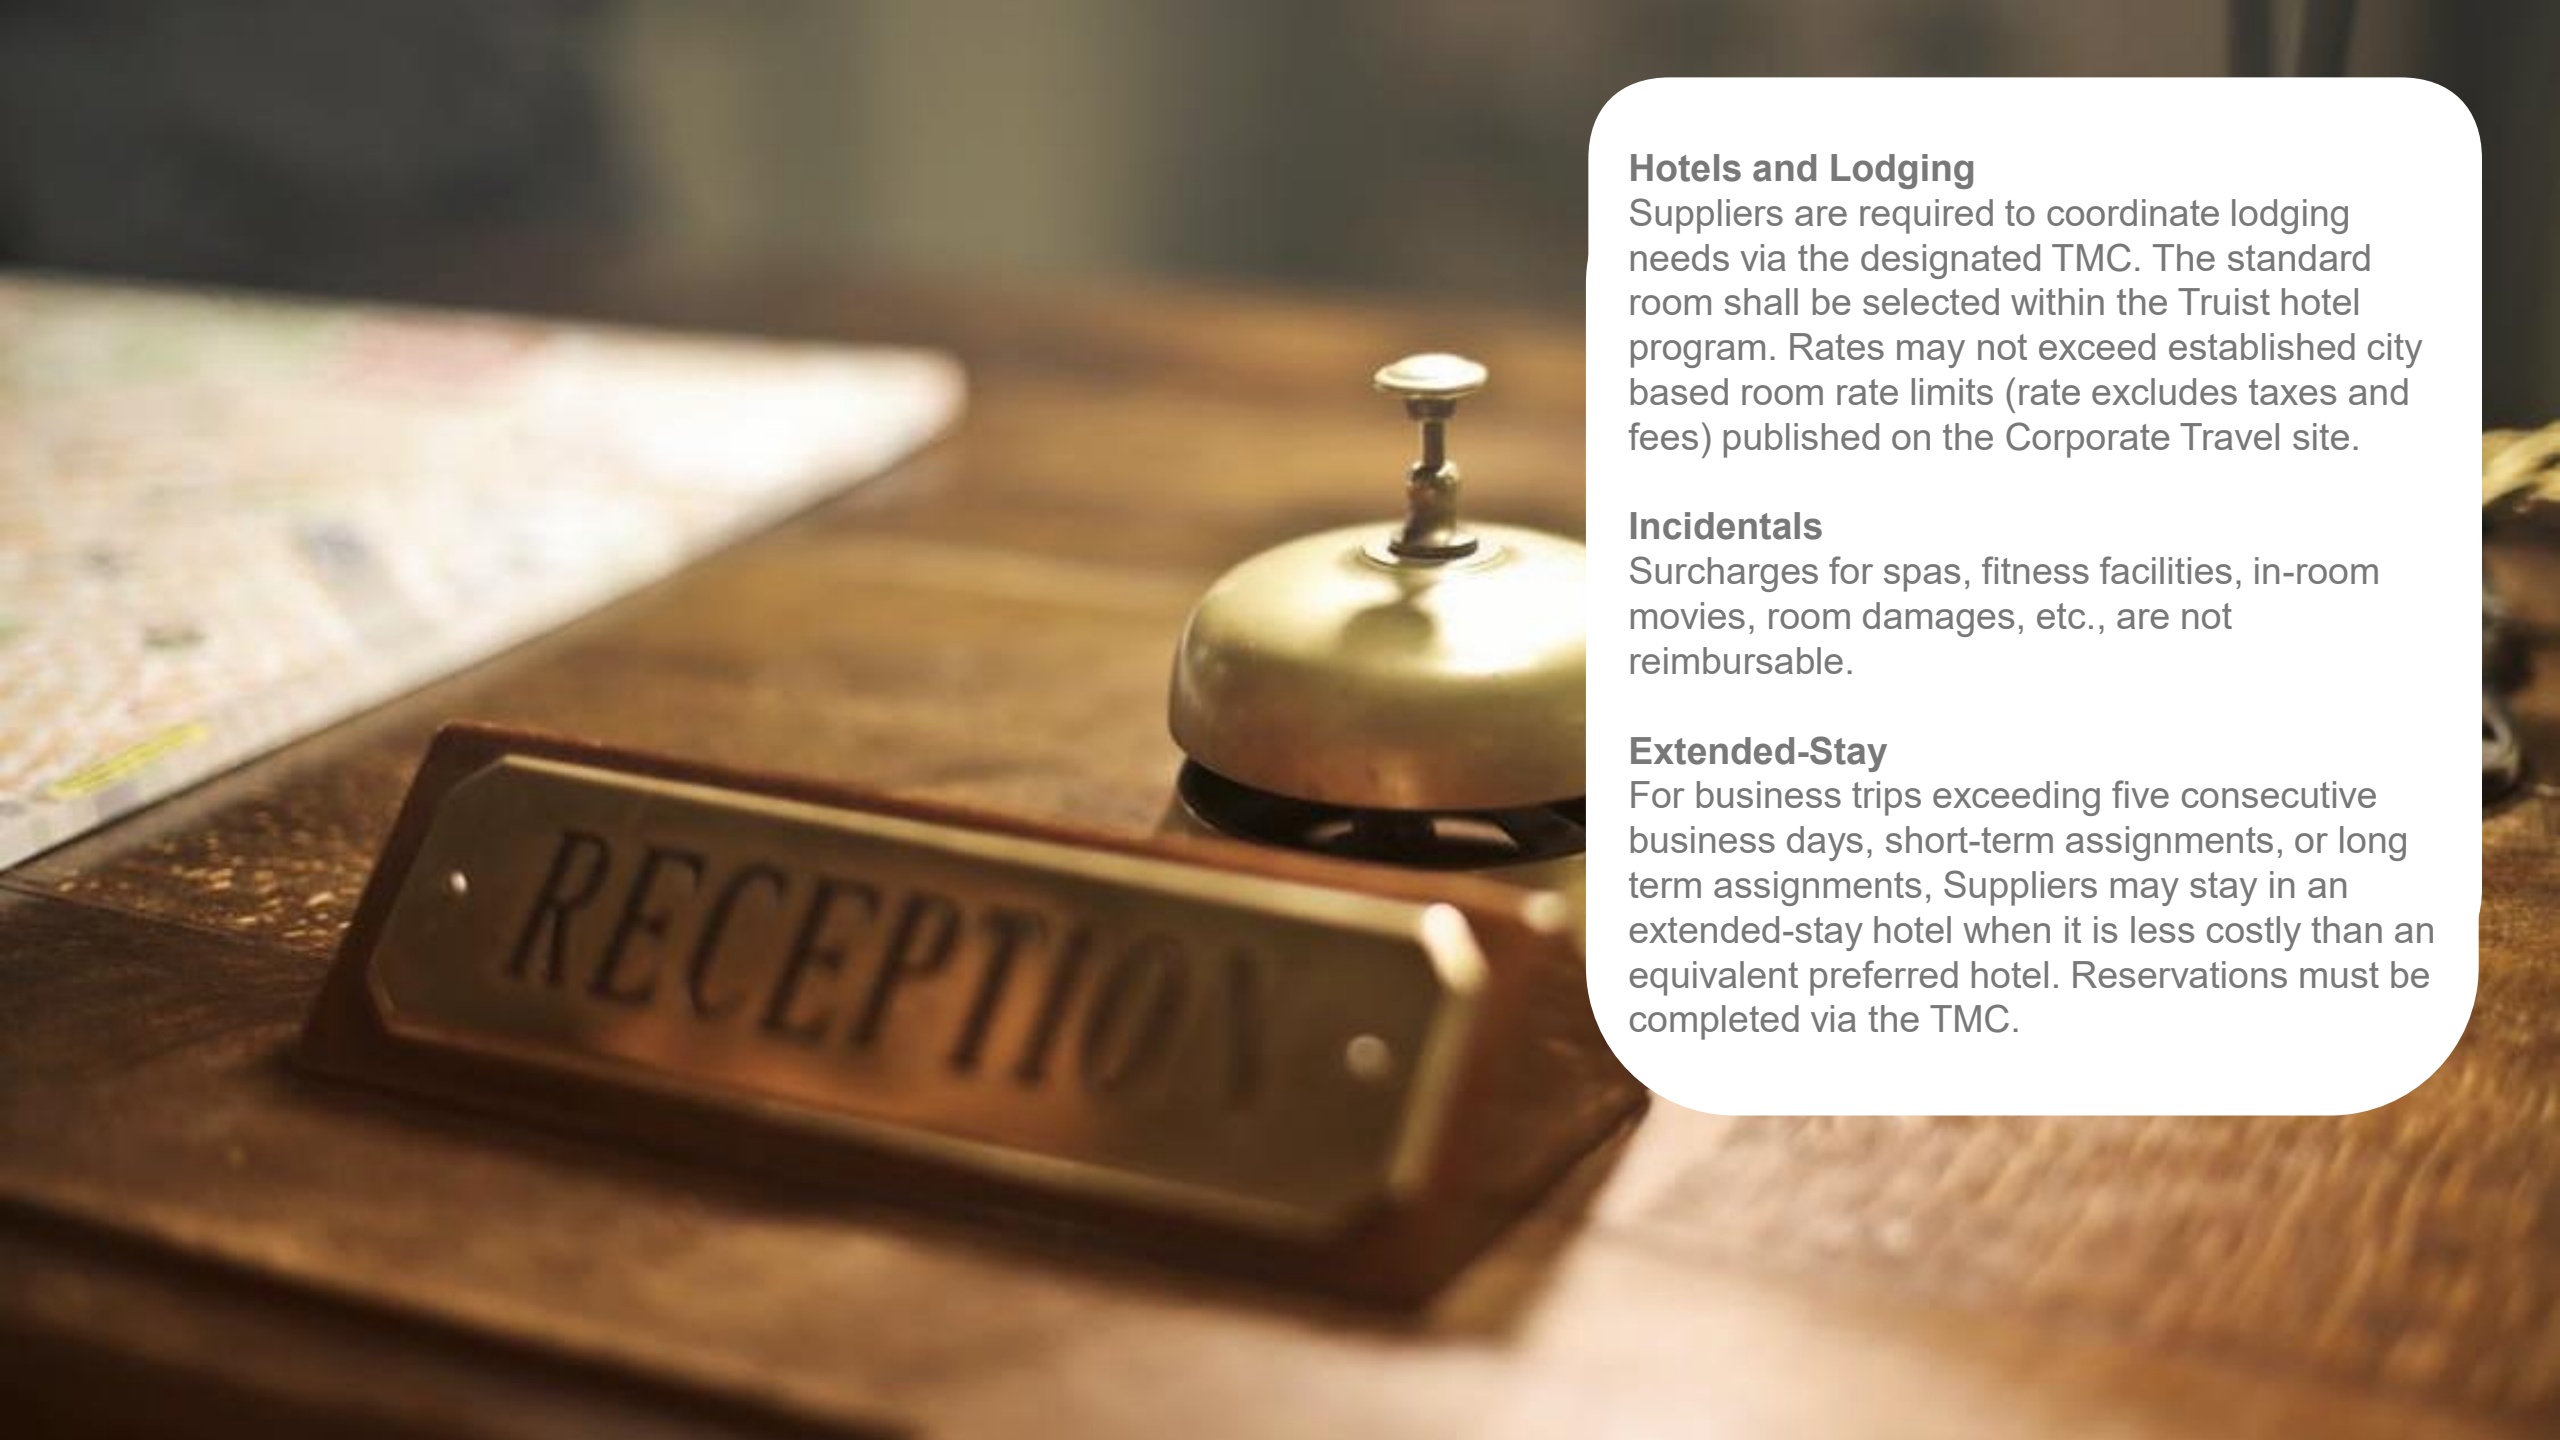 Hotels and Lodging
Suppliers are required to coordinate lodging
needs via the designated TMC. The standard
room shall be selected within the Truist hotel
program. Rates may not exceed established city
based room rate limits (rate excludes taxes and
fees) published on the Corporate Travel site.
Incidentals
Surcharges for spas, fitness facilities, in-room
movies, room damages, etc., are not
reimbursable.
Extended-Stay
For business trips exceeding five consecutive
business days, short-term assignments, or long
term assignments, Suppliers may stay in an
extended-stay hotel when it is less costly than an
equivalent preferred hotel. Reservations must be
completed via the TMC.
RECEPTION